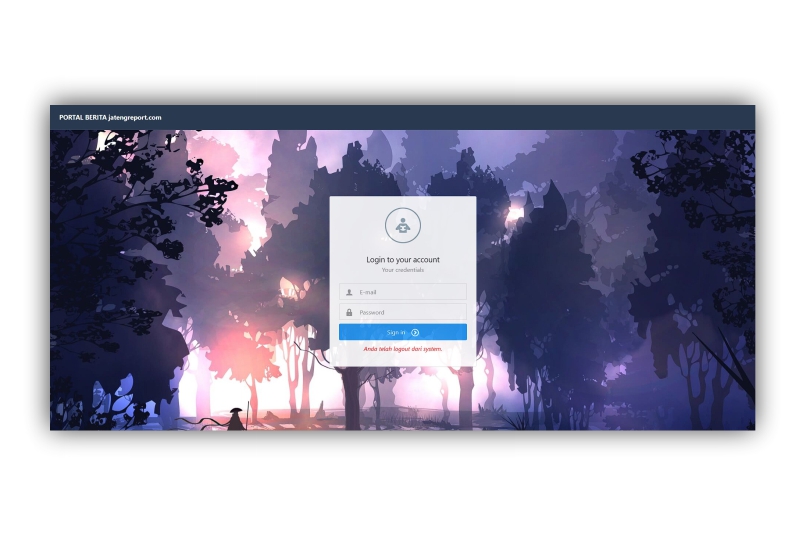 PORTAL BERITA jatengreport.com
Login to your account
Your credentials
E-mail
Password
Sign in
Anda telah logout dari system.